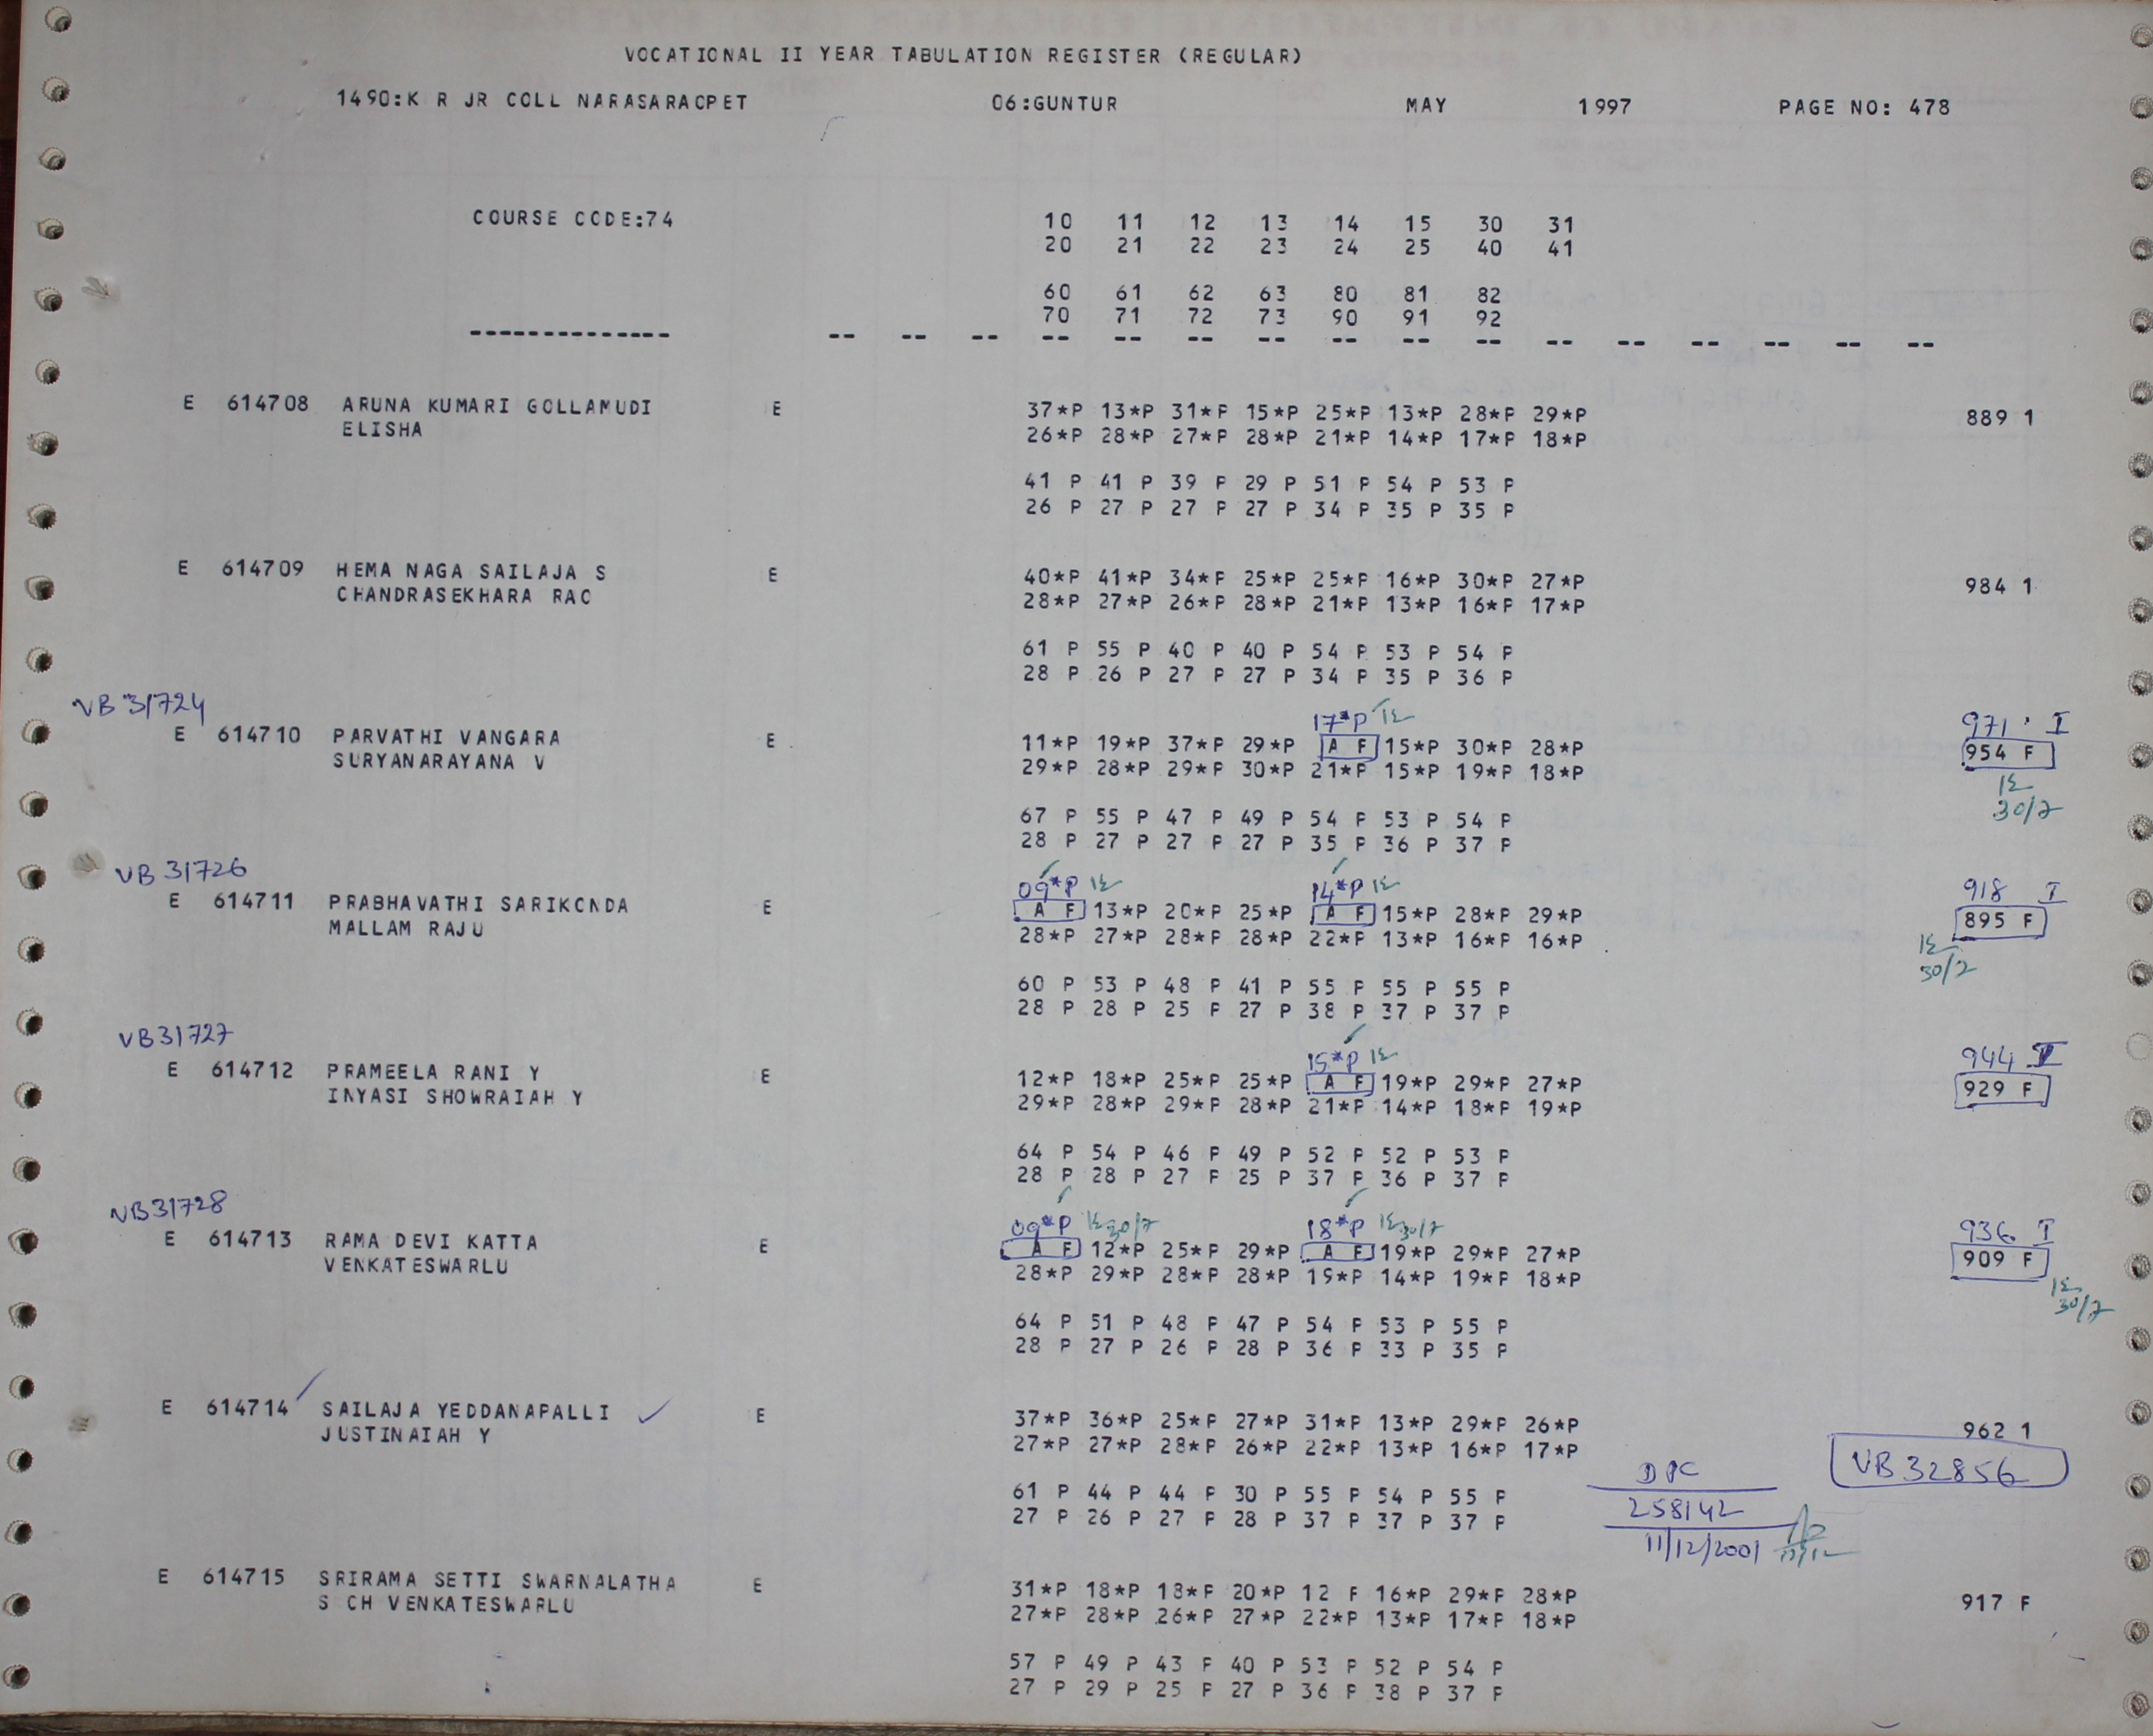 VOCATIONAL II YEAR TABULATION REGISTER (REGULAR)
1490:K R JR COLL NARASARAOPET 06:GUNTUR MAY 1997 PAGE NO: 478
COURSE CODE:74 10 11 12 13 14 15 30 31
20 21 22 23 24 25 40 41
60 61 62 63 80 81 82
70 71 72 73 90 91 92
-------------- -- -- -- -- -- -- -- -- -- -- -- -- -- -- -- --
E 614708 ARUNA KUMARI GOLLAMUDI E 37*P 13*P 31*P 15*P 25*P 13*P 28*P 29*P 889 1
ELISHA 26*P 28*P 27*P 28*P 21*P 14*P 17*P 18*P
41 P 41 P 39 P 29 P 51 P 54 P 53 P
26 P 27 P 27 P 27 P 34 P 35 P 35 P
E 614709 HEMA NAGA SAILAJA S E 40*P 41*P 34*P 25*P 25*P 16*P 30*P 27*P 984 1
CHANDRASEKHARA RAO 28*P 27*P 26*P 28*P 21*P 13*P 16*P 17*P
61 P 55 P 40 P 40 P 54 P 53 P 54 P
28 P 26 P 27 P 27 P 34 P 35 P 36 P
VB 31724 17*P 971 I
E 614710 PARVATHI VANGARA E 11*P 19*P 37*P 29*P A F 15*P 30*P 28*P 954 F
SURYANARAYANA V 29*P 28*P 29*P 30*P 21*P 15*P 19*P 18*P
30/7
67 P 55 P 47 P 49 P 54 P 53 P 54 P
28 P 27 P 27 P 27 P 35 P 36 P 37 P
VB 31726 09*P 14*P 918 I
E 614711 PRABHAVATHI SARIKONDA E A F 13*P 20*P 25*P A F 15*P 28*P 29*P 895 F
MALLAM RAJU 28*P 27*P 28*P 28*P 22*P 13*P 16*P 16*P
30/7
60 P 53 P 48 P 41 P 55 P 55 P 55 P
28 P 28 P 25 P 27 P 38 P 37 P 37 P
VB31727 15*P 944 I
E 614712 PRAMEELA RANI Y E 12*P 18*P 25*P 25*P A F 19*P 29*P 27*P 929 F
INYASI SHOWRAIAH Y 29*P 28*P 29*P 28*P 21*P 14*P 18*P 19*P
64 P 54 P 46 P 49 P 52 P 52 P 53 P
28 P 28 P 27 P 25 P 37 P 36 P 37 P
VB31728 09*P 30/7 18*P 30/7 936 I
E 614713 RAMA DEVI KATTA E A F 12*P 25*P 29*P A F 19*P 29*P 27*P 909 F
VENKATESWARLU 28*P 29*P 28*P 28*P 19*P 14*P 19*P 18*P
30/7
64 P 51 P 48 P 47 P 54 P 53 P 55 P
28 P 27 P 26 P 28 P 36 P 33 P 35 P
E 614714 SAILAJA YEDDANAPALLI E 37*P 36*P 25*P 27*P 31*P 13*P 29*P 26*P 962 1
JUSTINAIAH Y 27*P 27*P 28*P 26*P 22*P 13*P 16*P 17*P
DPC VB 32856
61 P 44 P 44 P 30 P 55 P 54 P 55 P
258142
27 P 26 P 27 P 28 P 37 P 37 P 37 P
11/12/2001
E 614715 SRIRAMA SETTI SWARNALATHA E 31*P 18*P 18*P 20*P 12 F 16*P 29*P 28*P 917 F
S CH VENKATESWARLU 27*P 28*P 26*P 27*P 22*P 13*P 17*P 18*P
57 P 49 P 43 P 40 P 53 P 52 P 54 P
27 P 29 P 25 P 27 P 36 P 38 P 37 P